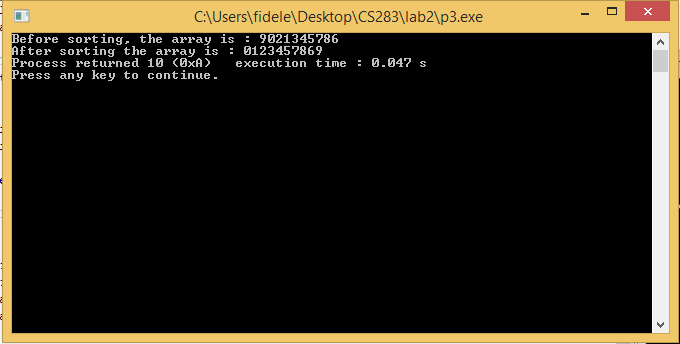 C:\Users\fidele\Desktop\CS283\lab2\p3.exe
Before sorting, the array is : 9021345786
After sorting the array is : 0123457869
Process returned 10 (0xA)   execution time : 0.047 s
Press any key to continue.